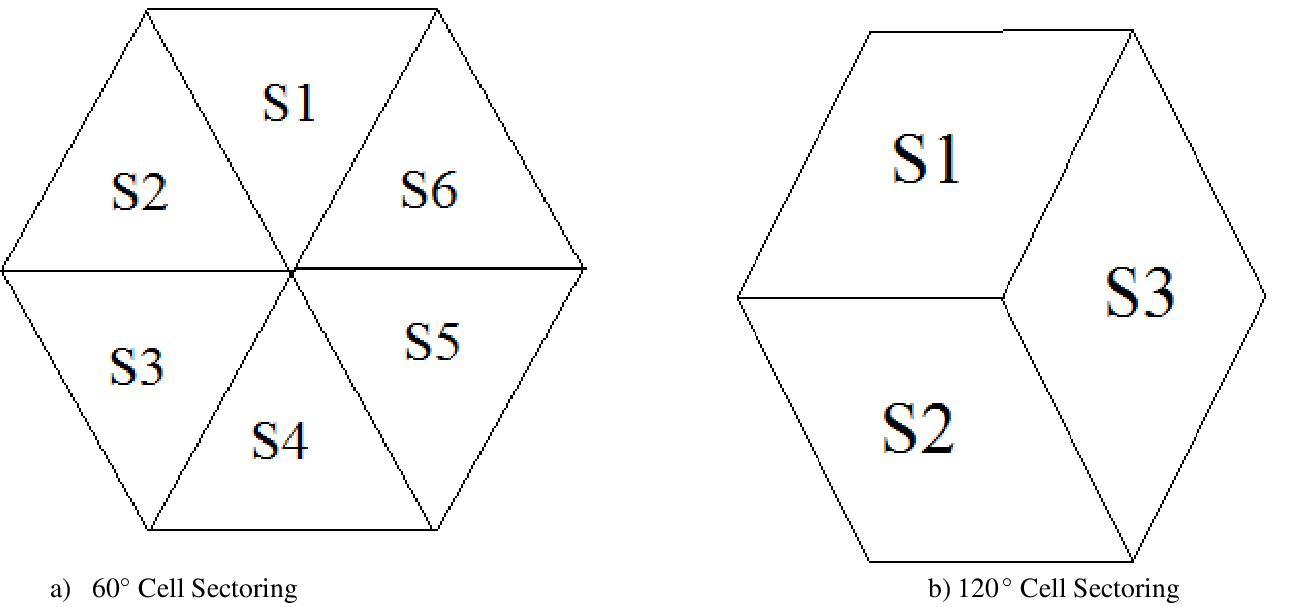 S1
S2
S6
S3
S5
S4
a) 60° Cell Sectoring
S1
S3
S2
b) 120° Cell Sectoring